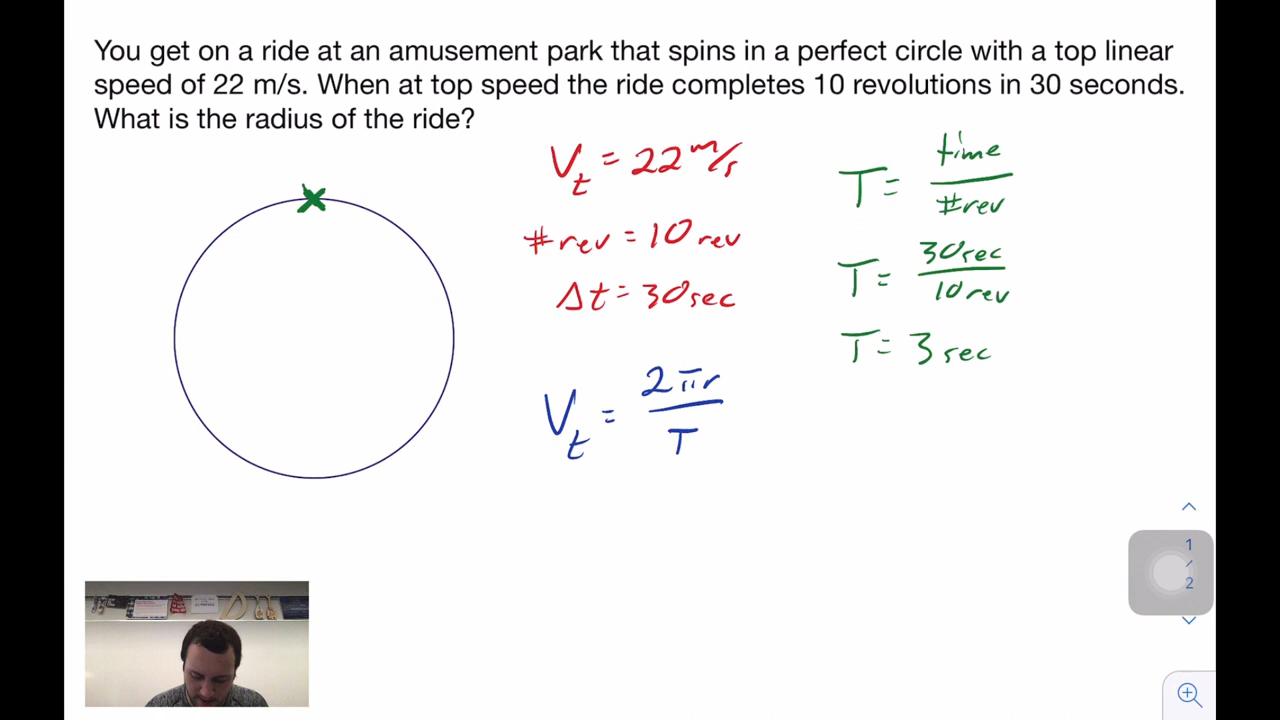 You get on a ride at an amusement park that spins in a perfect circle with a top linear
speed of 22 m/s. When at top speed the ride completes 10 revolutions in 30 seconds.
What is the radius of the ride?
V_t = 22 m/s
#rev = 10 rev
Δt = 30sec
V_t = 2πr / T
T = time / #rev
T = 30sec / 10rev
T = 3 sec
1
/
2